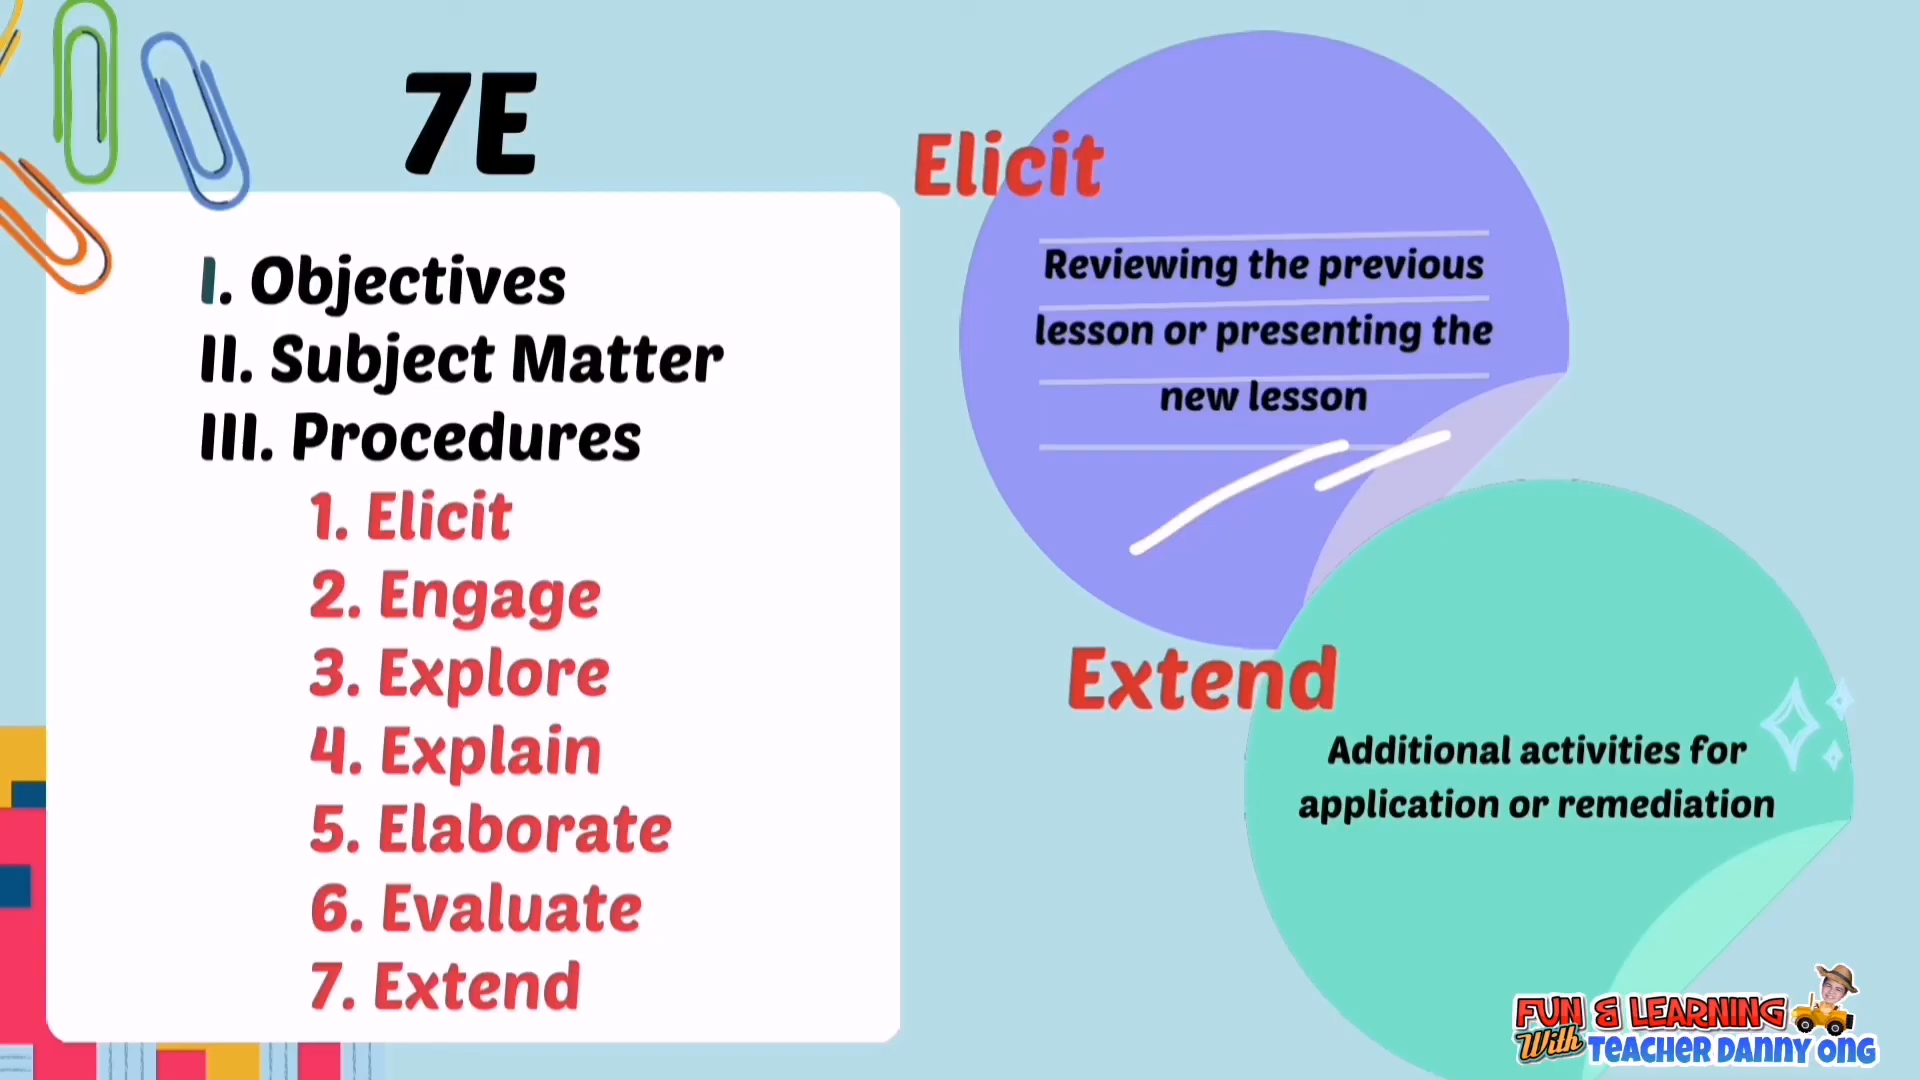 7E
I. Objectives
II. Subject Matter
III. Procedures
1. Elicit
2. Engage
3. Explore
4. Explain
5. Elaborate
6. Evaluate
7. Extend
Elicit
Reviewing the previous
lesson or presenting the
new lesson
Extend
Additional activities for
application or remediation
FUN & LEARNING
With TEACHER DANNY ONG